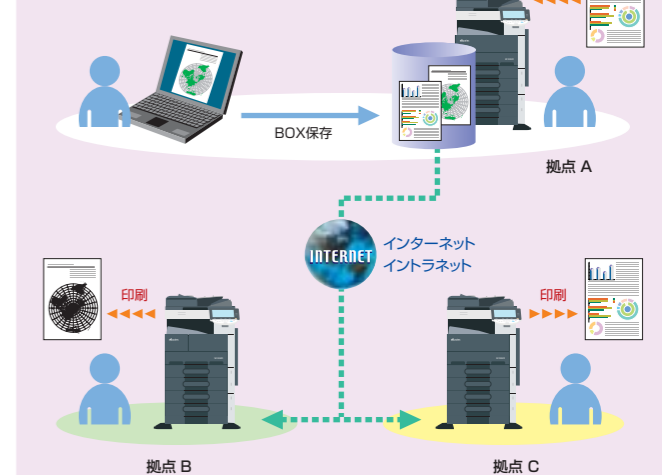 BOX保存
拠点 A
INTERNET
インターネット
イントラネット
印刷
印刷
拠点 B
拠点 C